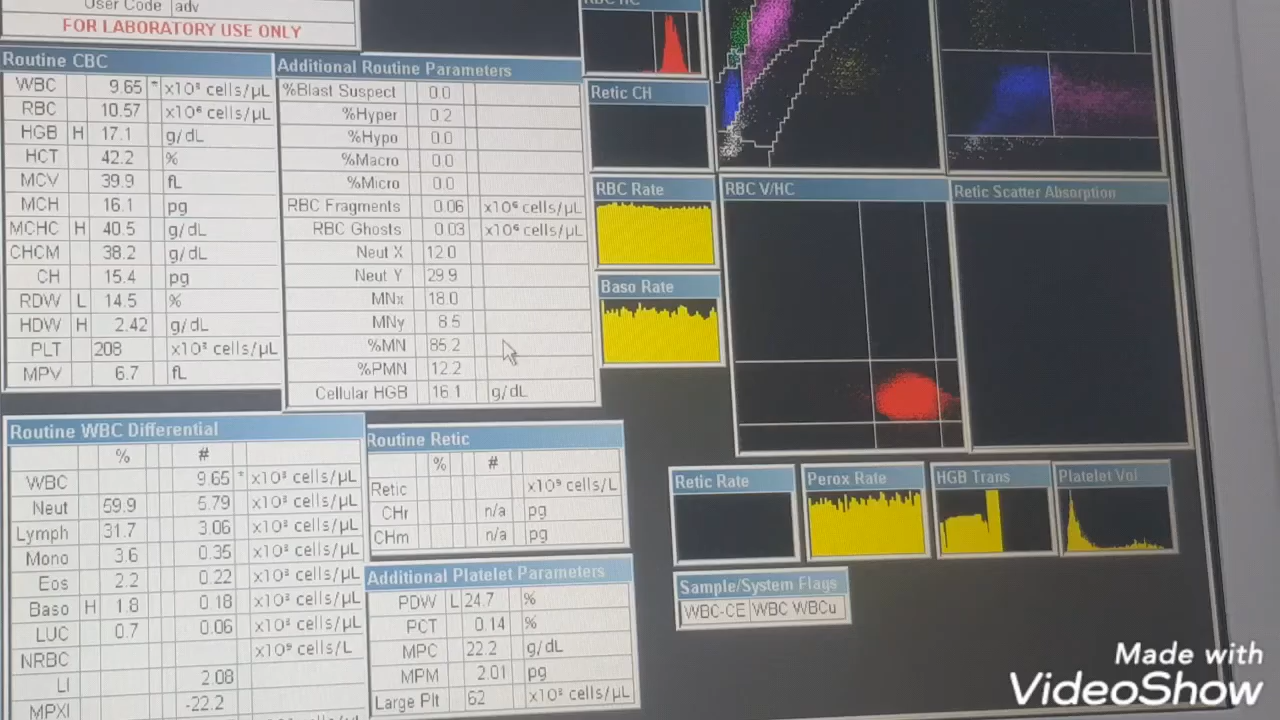 User Code adv
FOR LABORATORY USE ONLY
Routine CBC
WBC 9.65 * x10³ cells/µL
RBC 10.57 x10⁶ cells/µL
HGB H 17.1 g/dL
HCT 42.2 %
MCV 39.9 fL
MCH 16.1 pg
MCHC H 40.5 g/dL
CHCM 38.2 g/dL
CH 15.4 pg
RDW L 14.5 %
HDW H 2.42 g/dL
PLT 208 x10³ cells/µL
MPV 6.7 fL
Additional Routine Parameters
%Blast Suspect 0.0
%Hyper 0.2
%Hypo 0.0
%Macro 0.0
%Micro 0.0
RBC Fragments 0.06 x10⁶ cells/µL
RBC Ghosts 0.03 x10⁶ cells/µL
Neut X 12.0
Neut Y 29.9
MNx 18.0
MNy 8.5
%MN 85.2
%PMN 12.2
Cellular HGB 16.1 g/dL
RBC HC
Retic CH
RBC Rate
Baso Rate
RBC V/HC
Retic Scatter Absorption
Routine WBC Differential
% #
WBC 9.65 * x10³ cells/µL
Neut 59.9 5.79 x10³ cells/µL
Lymph 31.7 3.06 x10³ cells/µL
Mono 3.6 0.35 x10³ cells/µL
Eos 2.2 0.22 x10³ cells/µL
Baso H 1.8 0.18 x10³ cells/µL
LUC 0.7 0.06 x10³ cells/µL
NRBC x10⁹ cells/L
LI 2.08
MPXI -22.2
Routine Retic
% #
Retic x10⁹ cells/L
CHr n/a pg
CHm n/a pg
Additional Platelet Parameters
PDW L 24.7 %
PCT 0.14 %
MPC 22.2 g/dL
MPM 2.01 pg
Large Plt 62 x10³ cells/µL
Retic Rate
Perox Rate
HGB Trans
Platelet Vol
Sample/System Flags
WBC-CE WBC WBCu
Made with
VideoShow